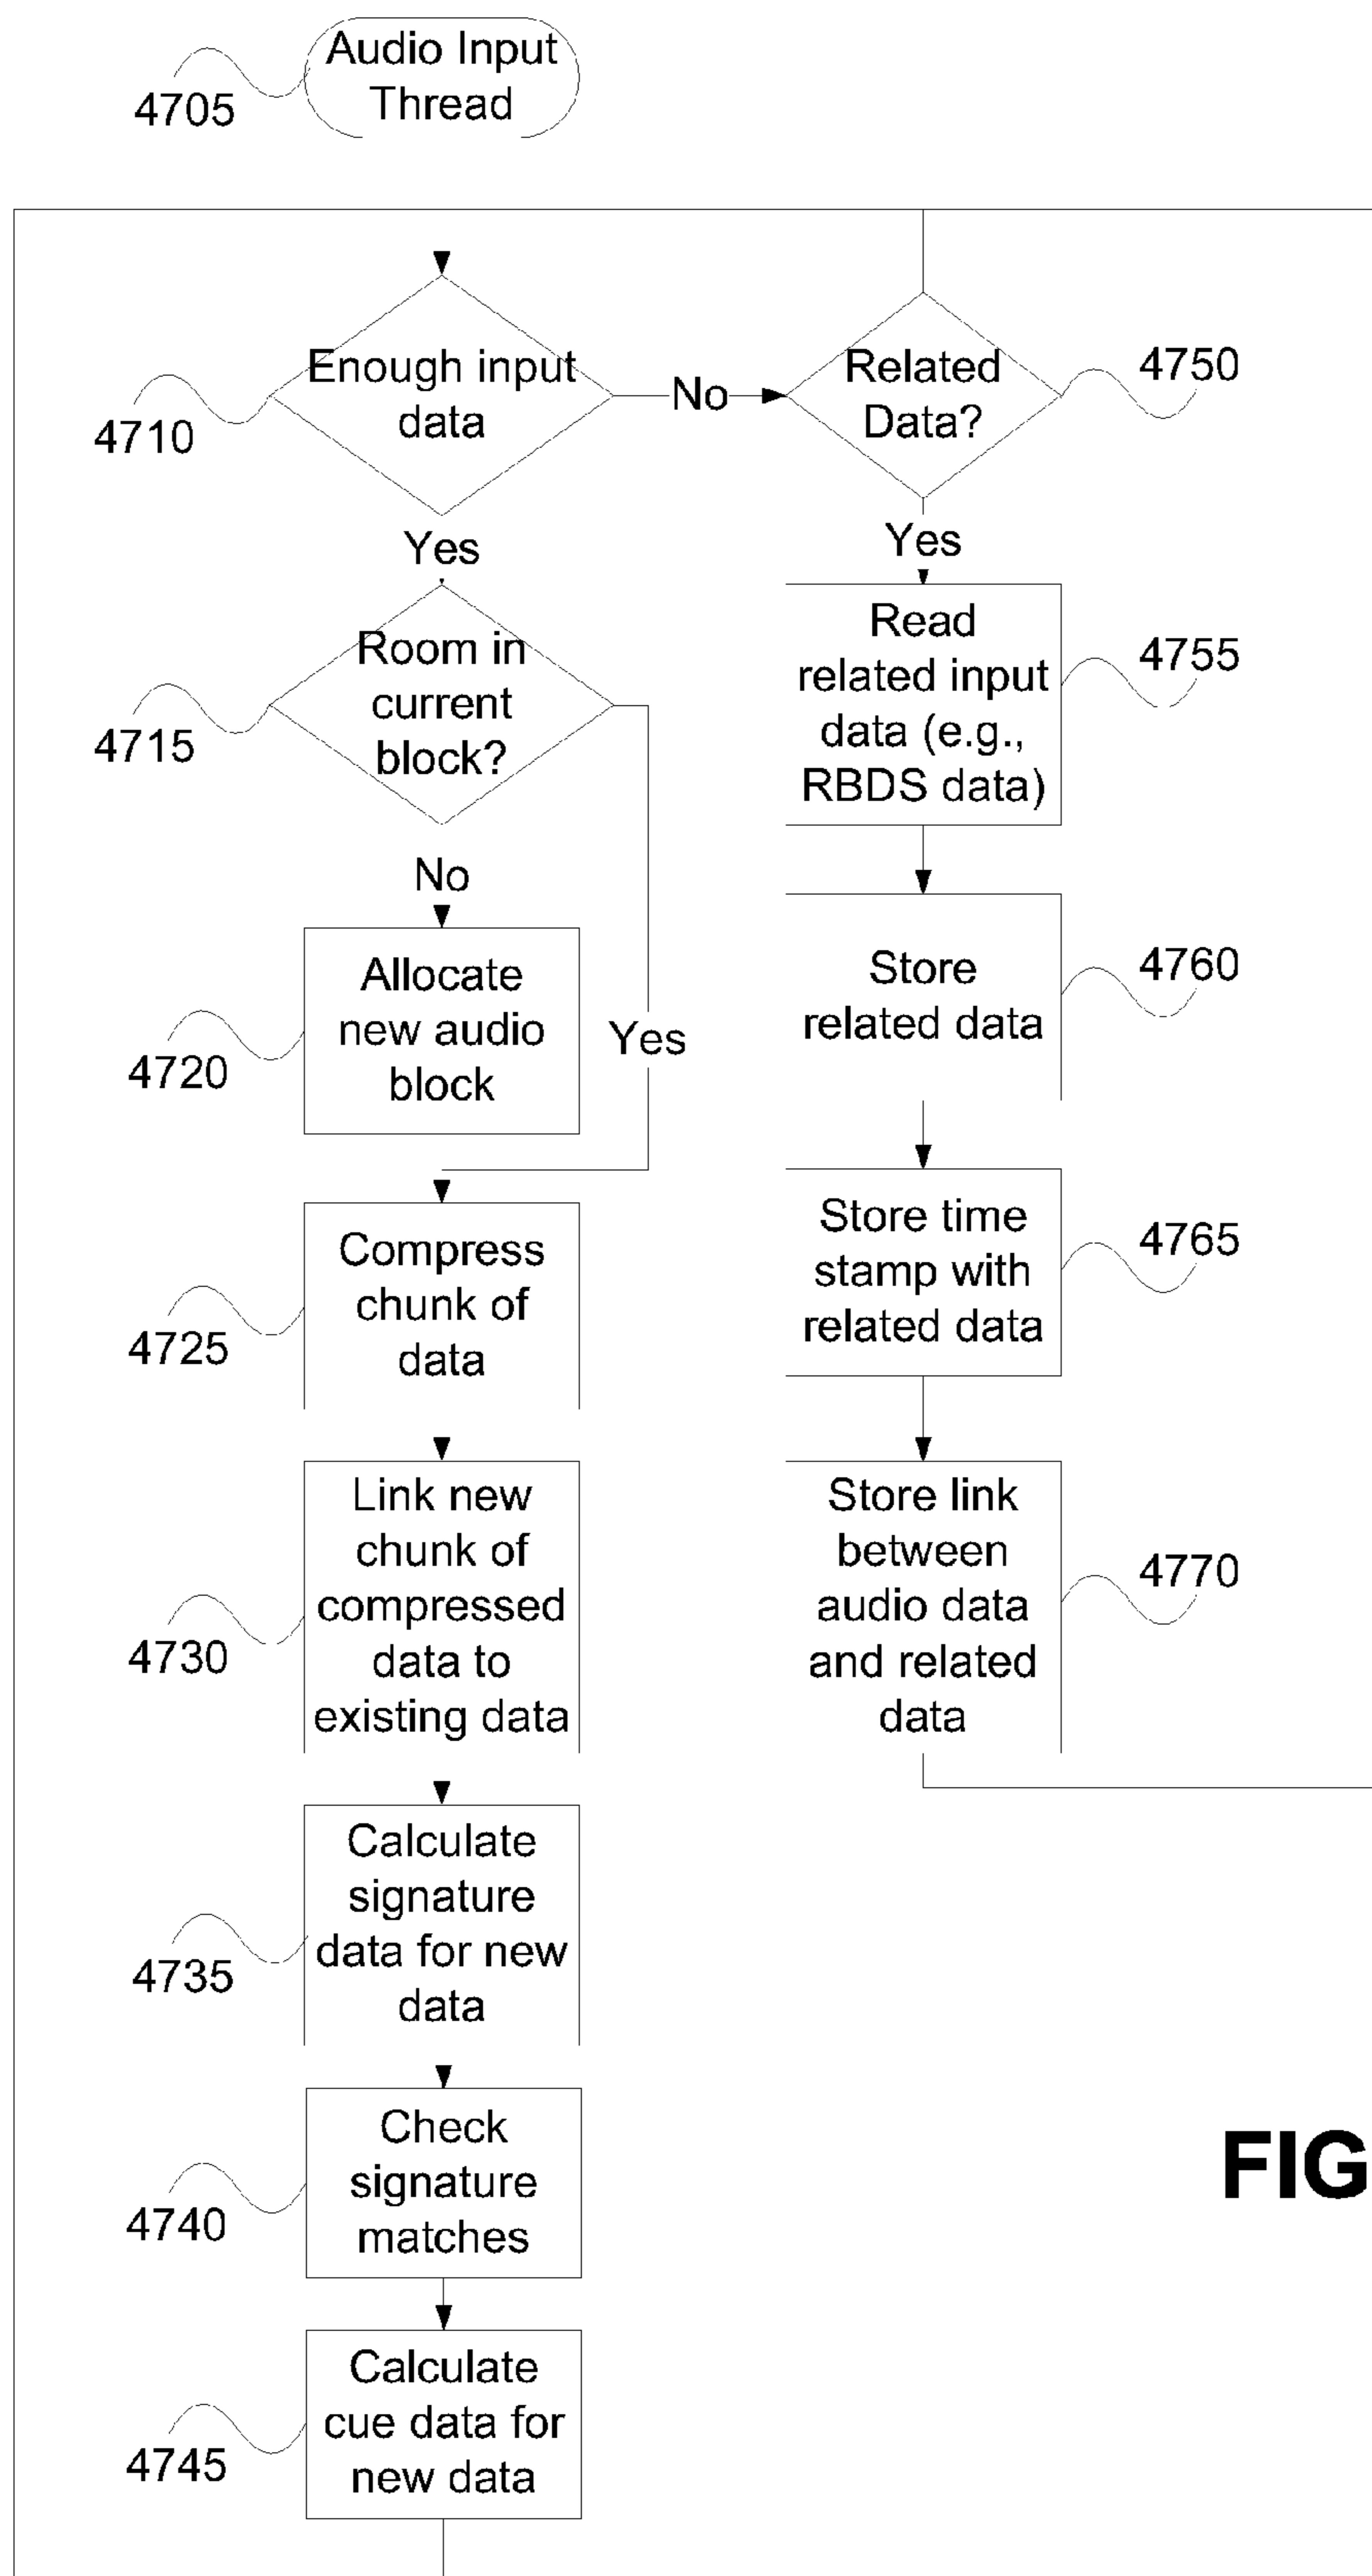 Audio Input
Thread
4705
Enough input
data
4710
No
Related
Data?
4750
Yes
Yes
Room in
current
block?
4715
Read
related input
data (e.g.,
RBDS data)
4755
No
Allocate
new audio
block
4720
Yes
Store
related data
4760
Compress
chunk of
data
4725
Store time
stamp with
related data
4765
Link new
chunk of
compressed
data to
existing data
4730
Store link
between
audio data
and related
data
4770
Calculate
signature
data for new
data
4735
Check
signature
matches
4740
FIG
Calculate
cue data for
new data
4745